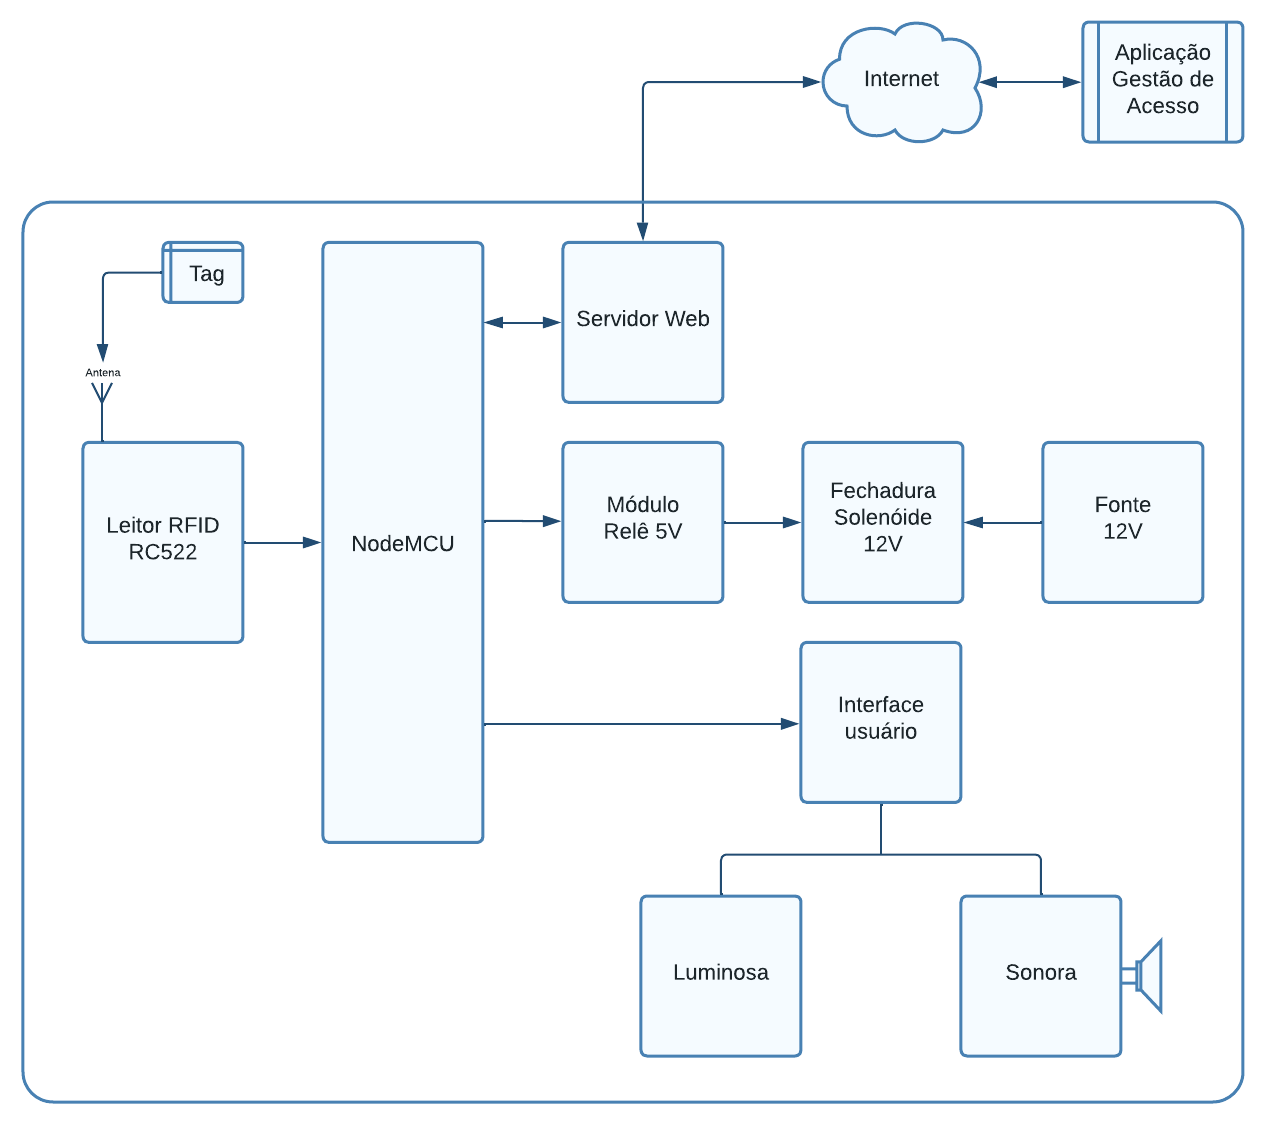 Internet
Aplicação
Gestão de
Acesso
Tag
Antena
Servidor Web
Leitor RFID
RC522
NodeMCU
Módulo
Relê 5V
Fechadura
Solenóide
12V
Fonte
12V
Interface
usuário
Luminosa
Sonora